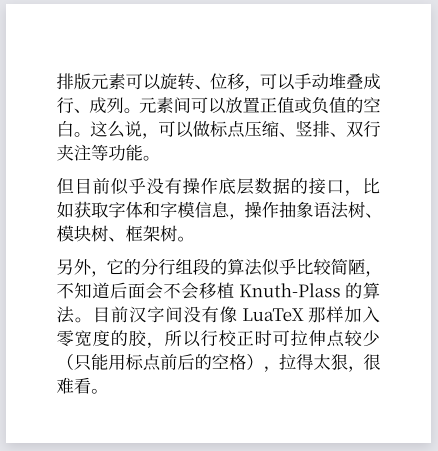 排版元素可以旋转、位移，可以手动堆叠成
行、成列。元素间可以放置正值或负值的空
白。这么说，可以做标点压缩、竖排、双行
夹注等功能。
但目前似乎没有操作底层数据的接口，比
如获取字体和字模信息，操作抽象语法树、
模块树、框架树。
另外，它的分行组段的算法似乎比较简陋，
不知道后面会不会移植 Knuth-Plass 的算
法。目前汉字间没有像 LuaTeX 那样加入
零宽度的胶，所以行校正时可拉伸点较少
（只能用标点前后的空格），拉得太狠，很
难看。